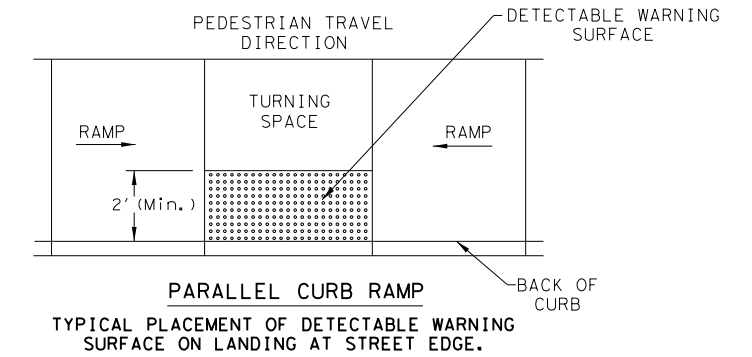 PEDESTRIAN TRAVEL
DIRECTION
DETECTABLE WARNING
SURFACE
TURNING
SPACE
RAMP
RAMP
2' (Min.)
BACK OF
CURB
PARALLEL CURB RAMP
TYPICAL PLACEMENT OF DETECTABLE WARNING
SURFACE ON LANDING AT STREET EDGE.